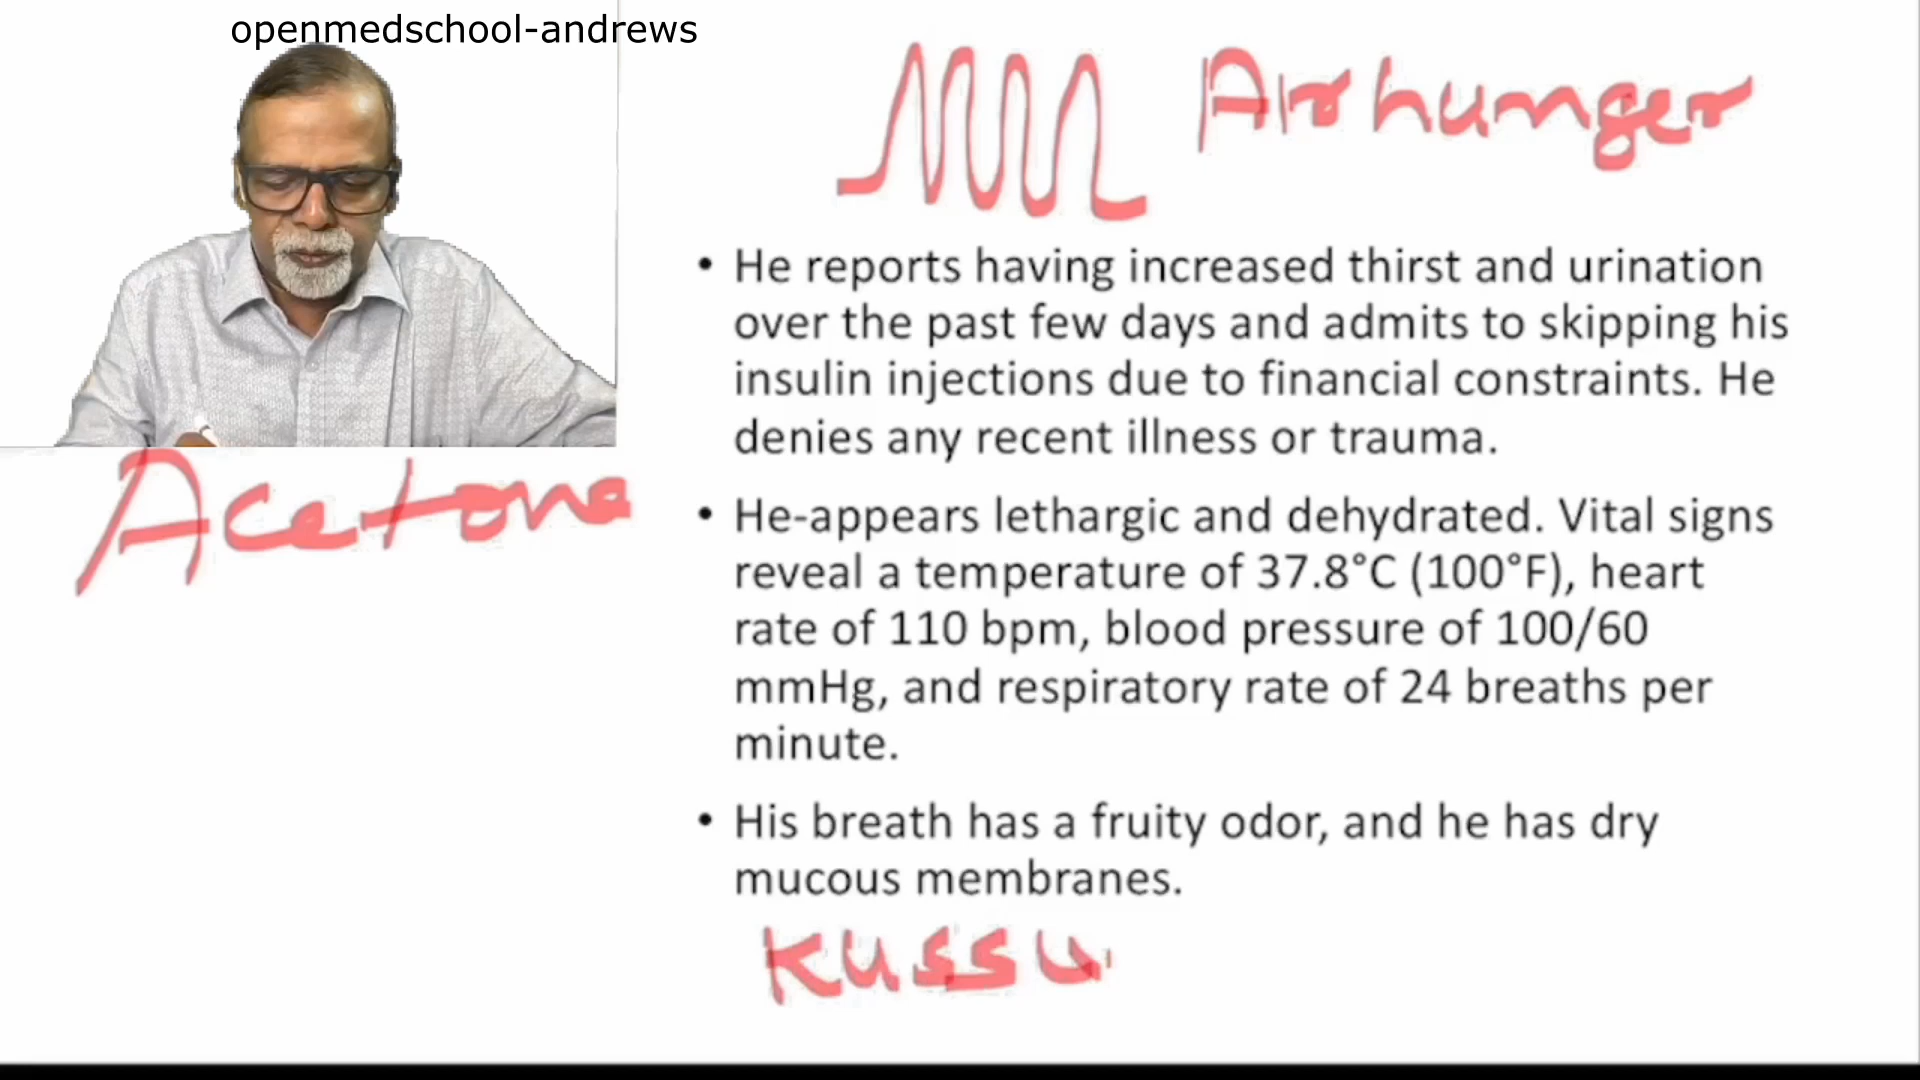 openmedschool-andrews
Air hunger
• He reports having increased thirst and urination
over the past few days and admits to skipping his
insulin injections due to financial constraints. He
denies any recent illness or trauma.
Acetone
• He-appears lethargic and dehydrated. Vital signs
reveal a temperature of 37.8°C (100°F), heart
rate of 110 bpm, blood pressure of 100/60
mmHg, and respiratory rate of 24 breaths per
minute.
• His breath has a fruity odor, and he has dry
mucous membranes.
Kussu